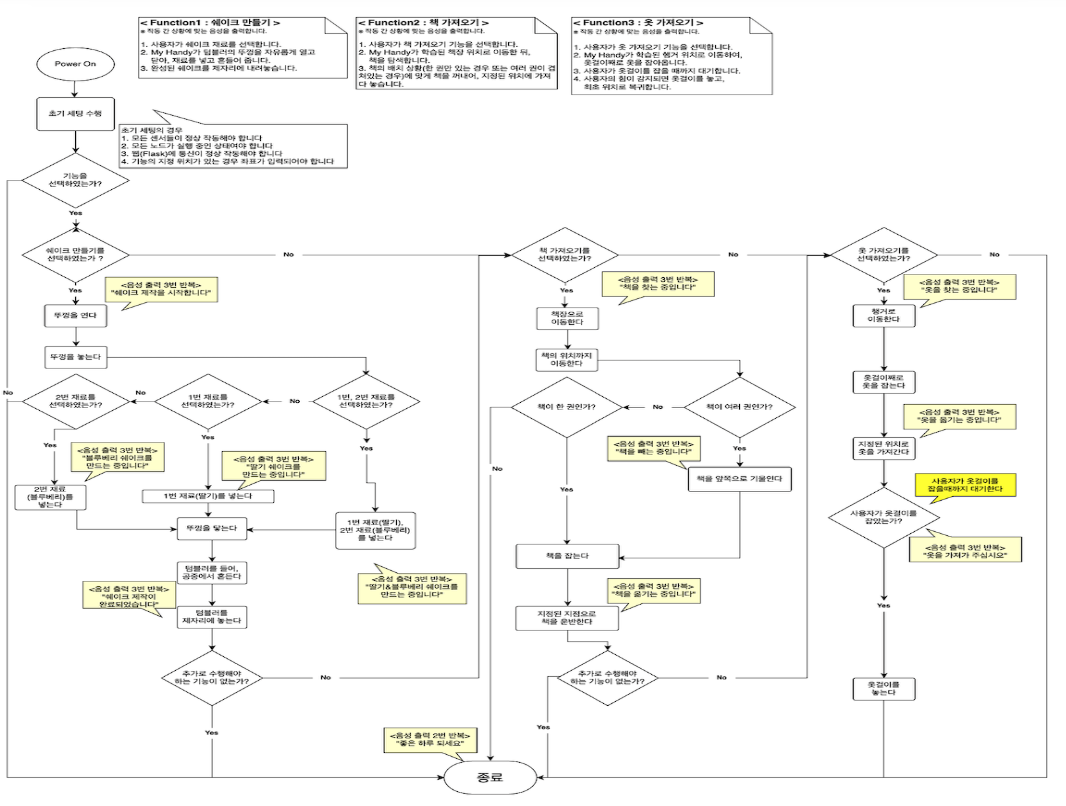 < Function1 :쉐이크 만들기 >
※ 작동 간 상황에 맞는 음성을 출력합니다.
1. 사용자가 쉐이크 재료를 선택합니다.
2. My Handy가 텀블러의 뚜껑을 자유롭게 열고
닫아, 재료를 넣고 흔들어 줍니다.
3. 완성된 쉐이크를 제자리에 내려놓습니다.
< Function2 : 책 가져오기 >
※ 작동 간 상황에 맞는 음성을 출력합니다.
1. 사용자가 책 가져오기 기능을 선택합니다.
2. My Handy가 학습된 책장 위치로 이동한 뒤,
책을 탐색합니다.
3. 책의 배치 상황(한 권만 있는 경우 또는 여러 권이 겹
쳐있는 경우)에 맞게 책을 꺼내어, 지정된 위치에 가져
다 놓습니다.
< Function3 : 옷 가져오기 >
※ 작동 간 상황에 맞는 음성을 출력합니다.
1. 사용자가 옷 가져오기 기능을 선택합니다.
2. My Handy가 학습된 행거 위치로 이동하여,
옷걸이째로 옷을 잡아옵니다.
3. 사용자가 옷걸이를 잡을 때까지 대기합니다.
4. 사용자의 힘이 감지되면 옷걸이를 놓고,
최초 위치로 복귀합니다.
Power On
초기 세팅 수행
초기 세팅의 경우
1. 모든 센서들이 정상 작동해야 합니다
2. 모든 노드가 실행 중인 상태여야 합니다
3. 웹(Flask)에 통신이 정상 작동해야 합니다
4. 기능의 지정 위치가 있는 경우 좌표가 입력되어야 합니다
기능을
선택하였는가?
Yes
쉐이크 만들기를
선택하였는가 ?
No
책 가져오기를
선택하였는가?
No
옷 가져오기를
선택하였는가?
No
Yes
<음성 출력 3번 반복>
"쉐이크 제작을 시작합니다"
뚜껑을 연다
뚜껑을 놓는다
No
2번 재료를
선택하였는가?
No
1번 재료를
선택하였는가?
No
1번, 2번 재료를
선택하였는가?
Yes
<음성 출력 3번 반복>
"블루베리 쉐이크를
만드는 중입니다"
Yes
<음성 출력 3번 반복>
"딸기 쉐이크를
만드는 중입니다"
Yes
2번 재료
(블루베리)를
넣는다
1번 재료(딸기)를 넣는다
1번 재료(딸기),
2번 재료(블루베리)
를 넣는다
뚜껑을 닫는다
텀블러를 들어,
공중에서 흔든다
<음성 출력 3번 반복>
"딸기&블루베리 쉐이크를
만드는 중입니다"
<음성 출력 3번 반복>
"쉐이크 제작이
완료되었습니다"
텀블러를
제자리에 놓는다
추가로 수행해야
하는 기능이 없는가?
No
Yes
Yes
<음성 출력 3번 반복>
"책을 찾는 중입니다"
책장으로
이동한다
책의 위치까지
이동한다
책이 한 권인가?
No
책이 여러 권인가?
No
Yes
Yes
<음성 출력 3번 반복>
"책을 빼는 중입니다"
책을 앞쪽으로 기울인다
책을 잡는다
<음성 출력 3번 반복>
"책을 옮기는 중입니다"
지정된 지점으로
책을 운반한다
추가로 수행해야
하는 기능이 없는가?
No
Yes
Yes
<음성 출력 3번 반복>
"옷을 찾는 중입니다"
행거로
이동한다
옷걸이째로
옷을 잡는다
<음성 출력 3번 반복>
"옷을 옮기는 중입니다"
지정된 위치로
옷을 가져간다
사용자가 옷걸이를
잡을때까지 대기한다
사용자가 옷걸이를
잡았는가?
<음성 출력 3번 반복>
"옷을 가져가 주십시오"
Yes
옷걸이를
놓는다
<음성 출력 2번 반복>
"좋은 하루 되세요"
종료